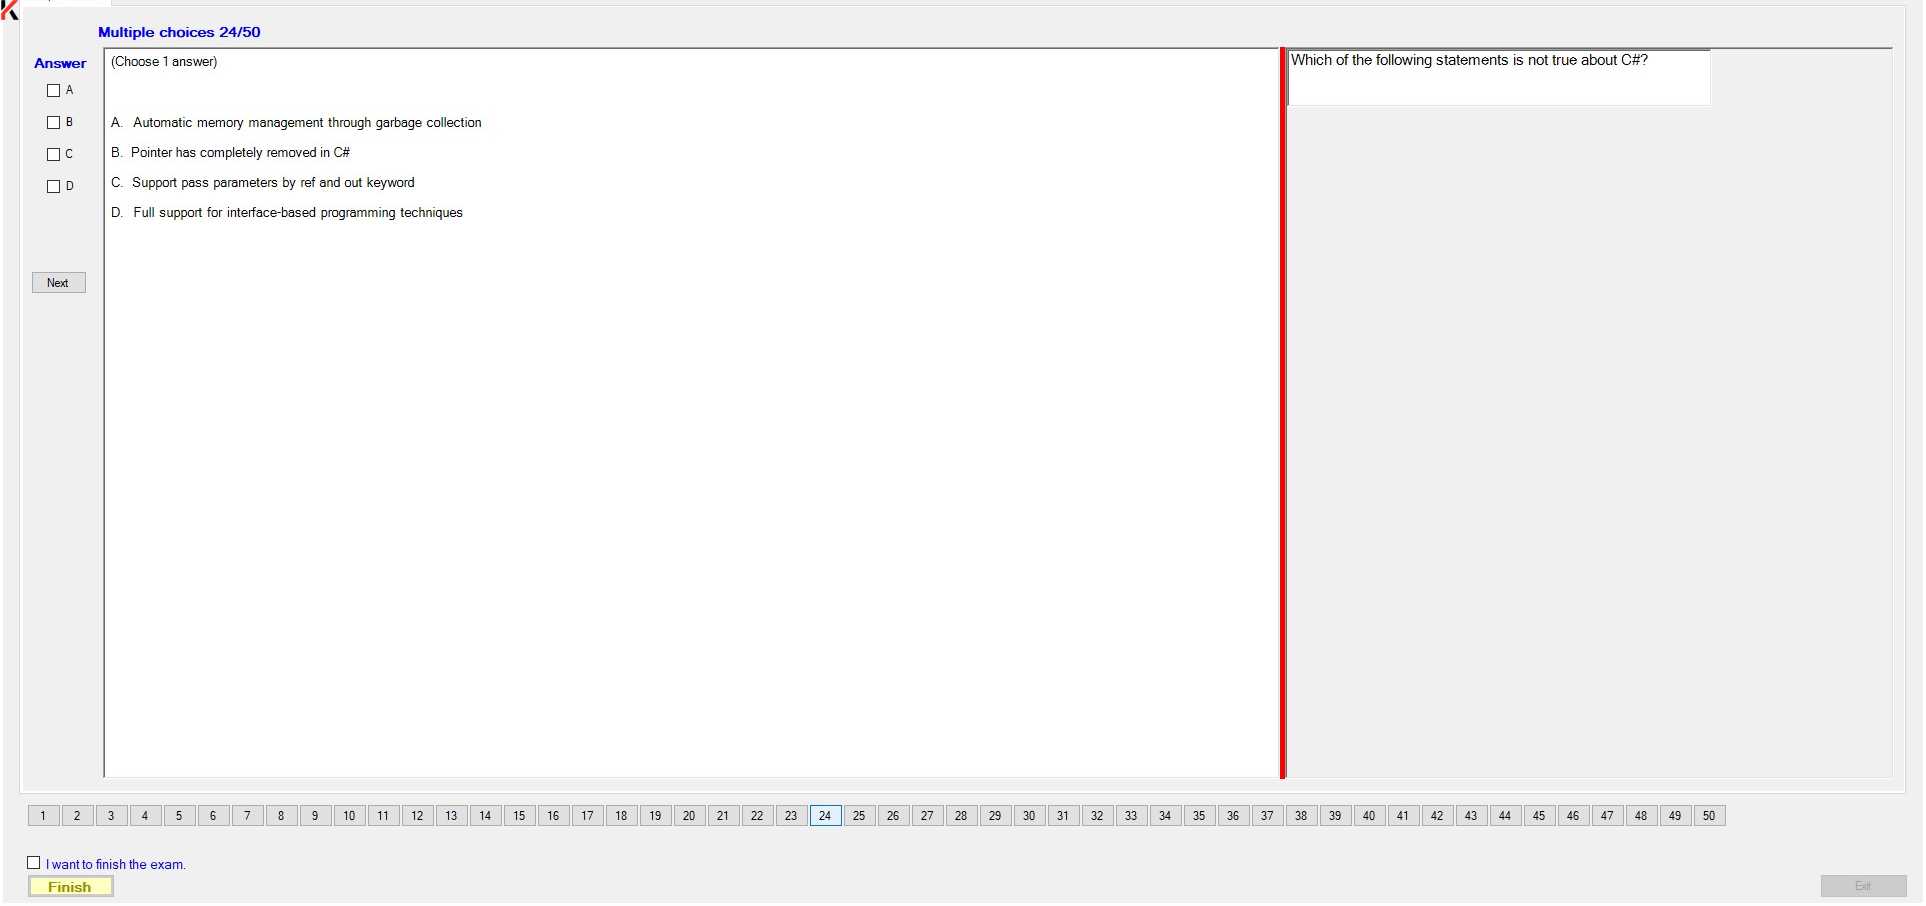 Multiple choices 24/50
Answer
(Choose 1 answer)
Which of the following statements is not true about C#?
A
B
C
D
A. Automatic memory management through garbage collection
B. Pointer has completely removed in C#
C. Support pass parameters by ref and out keyword
D. Full support for interface-based programming techniques
Next
1 2 3 4 5 6 7 8 9 10 11 12 13 14 15 16 17 18 19 20 21 22 23 24 25 26 27 28 29 30 31 32 33 34 35 36 37 38 39 40 41 42 43 44 45 46 47 48 49 50
I want to finish the exam.
Finish
Exit